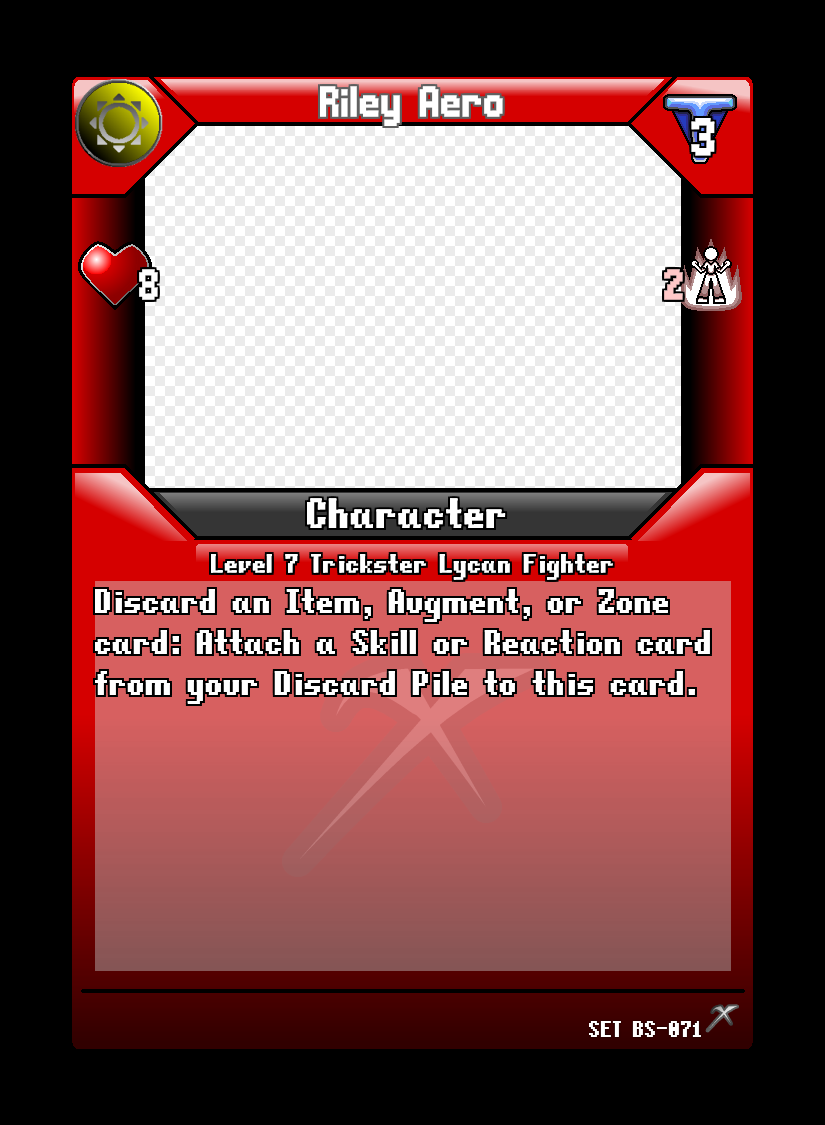 Riley Aero
3
8
2
Character
Level 7 Trickster Lycan Fighter
Discard an Item, Augment, or Zone
card: Attach a Skill or Reaction card
from your Discard Pile to this card.
SET BS-071